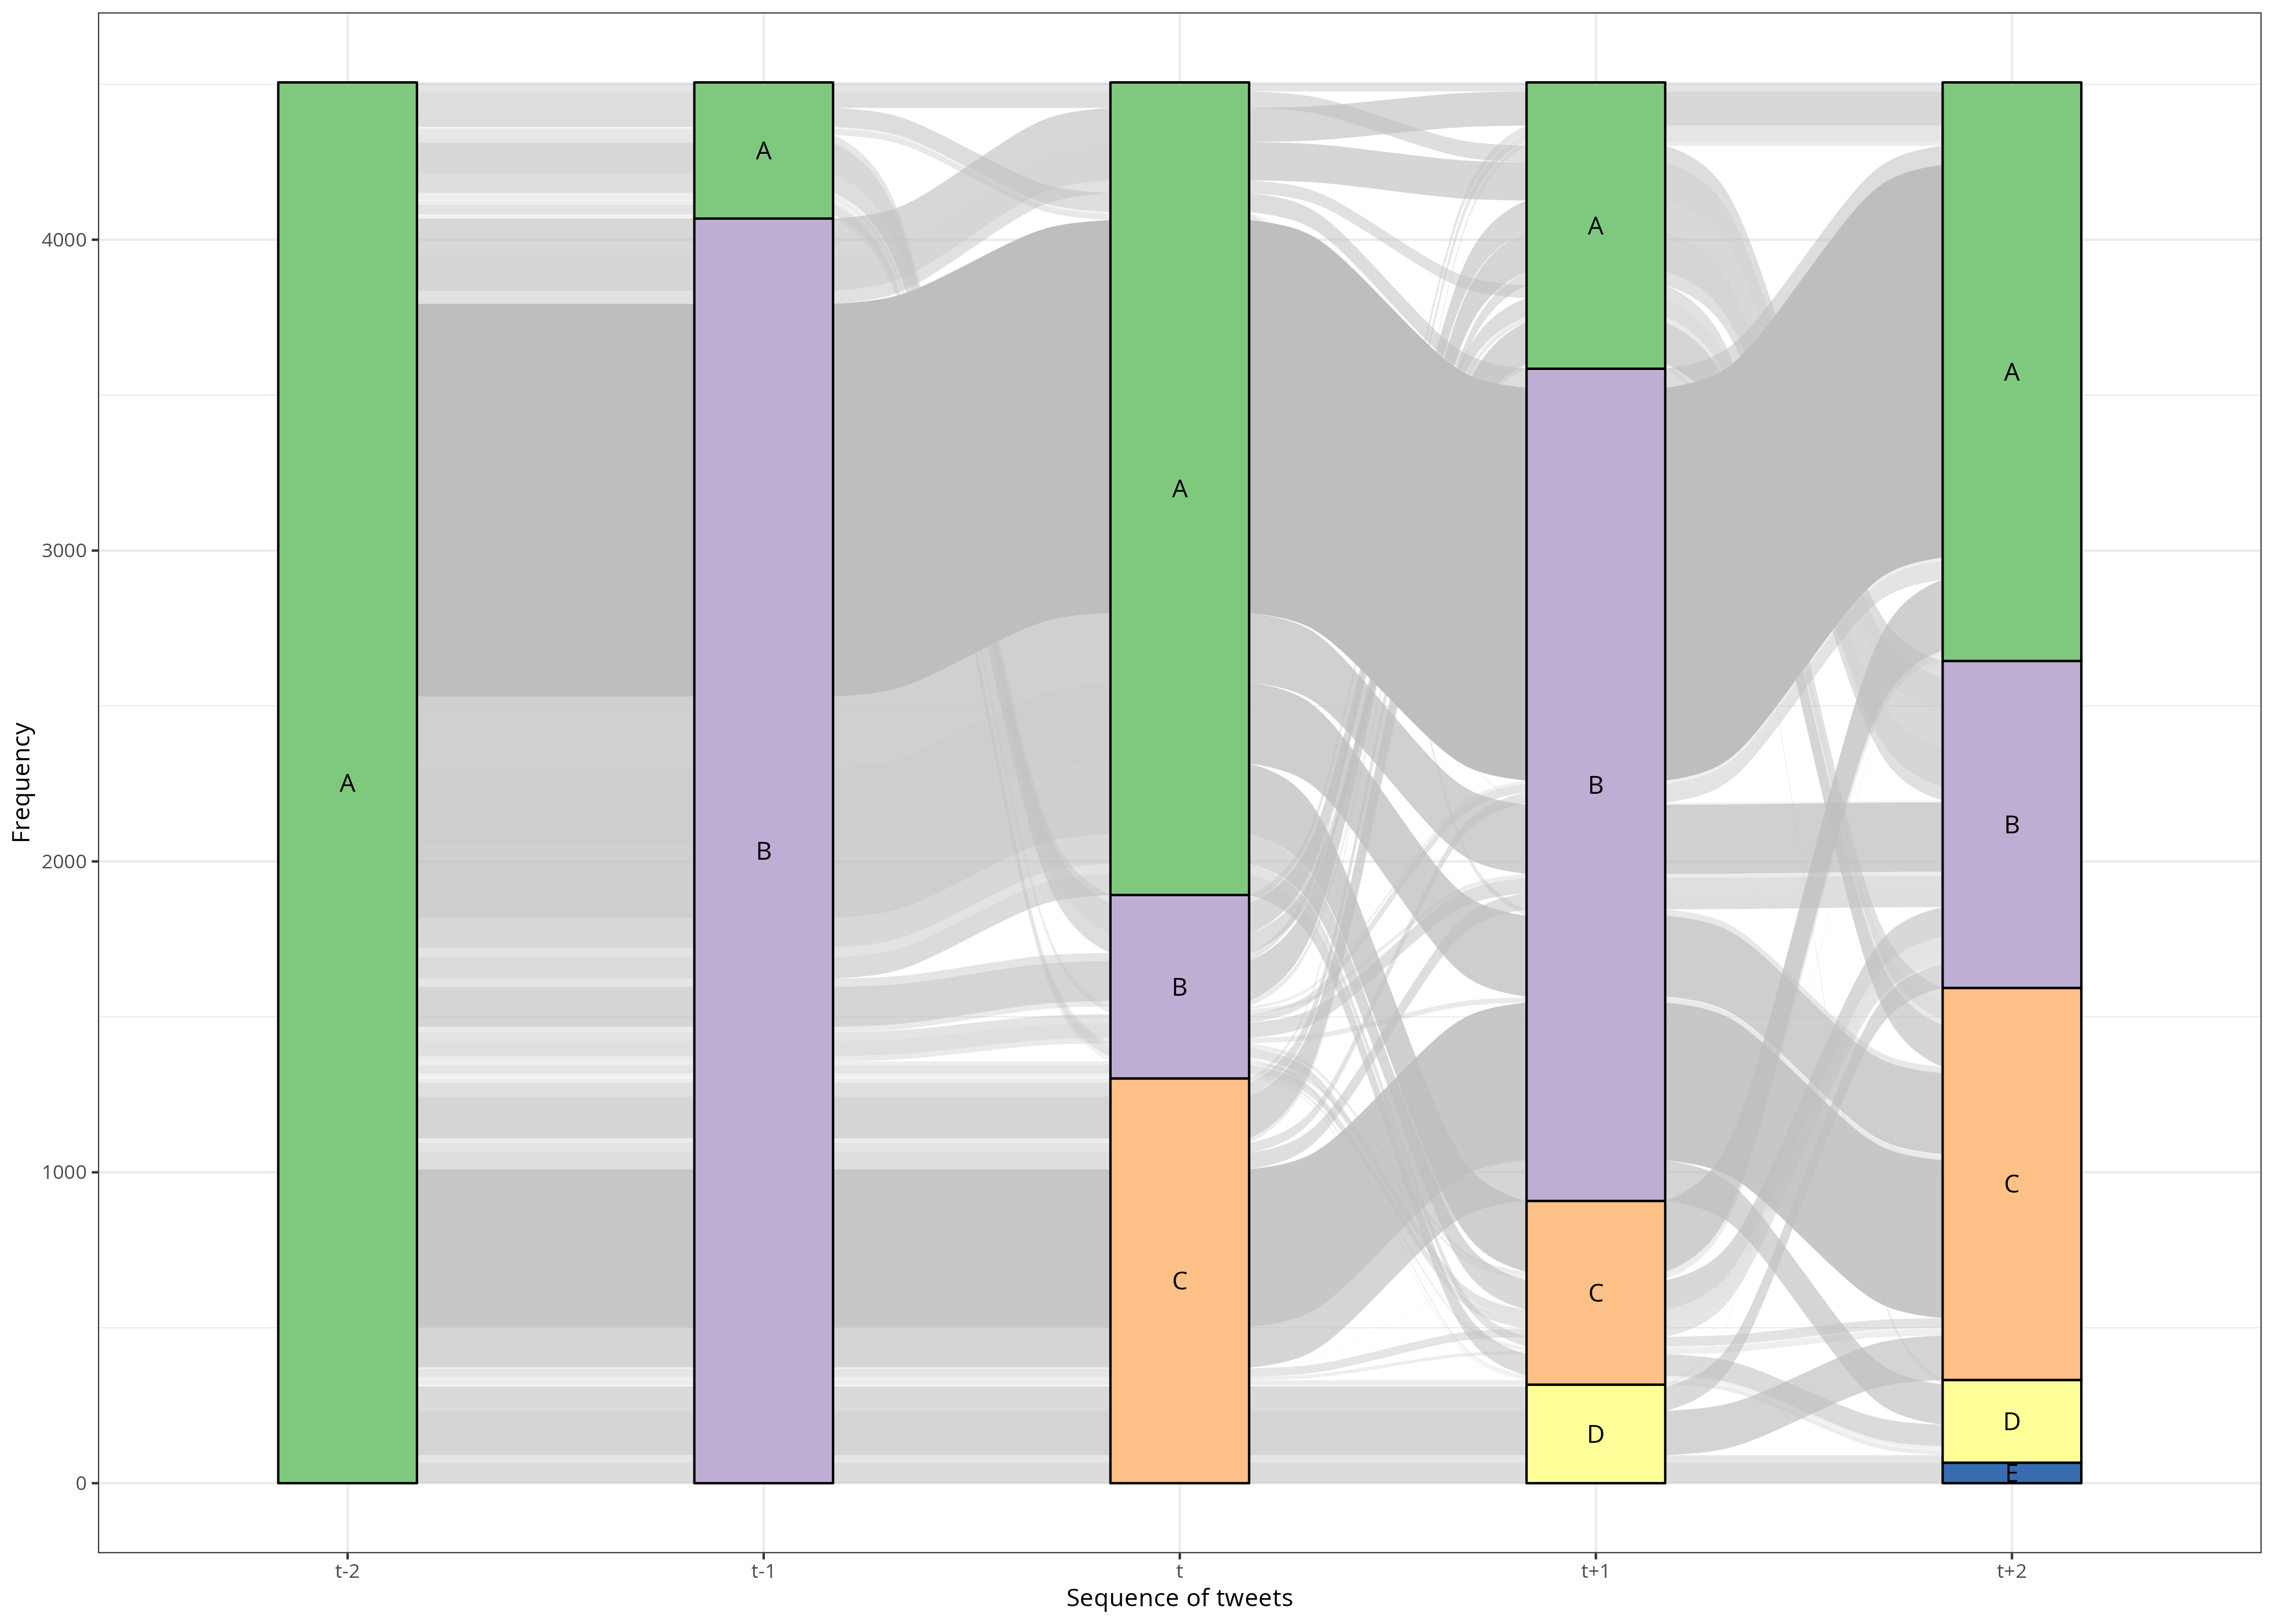 Frequency
4000
3000
2000
1000
0
A
A
B
A
B
C
A
B
C
D
A
B
C
D
E
t-2
t-1
t
t+1
t+2
Sequence of tweets